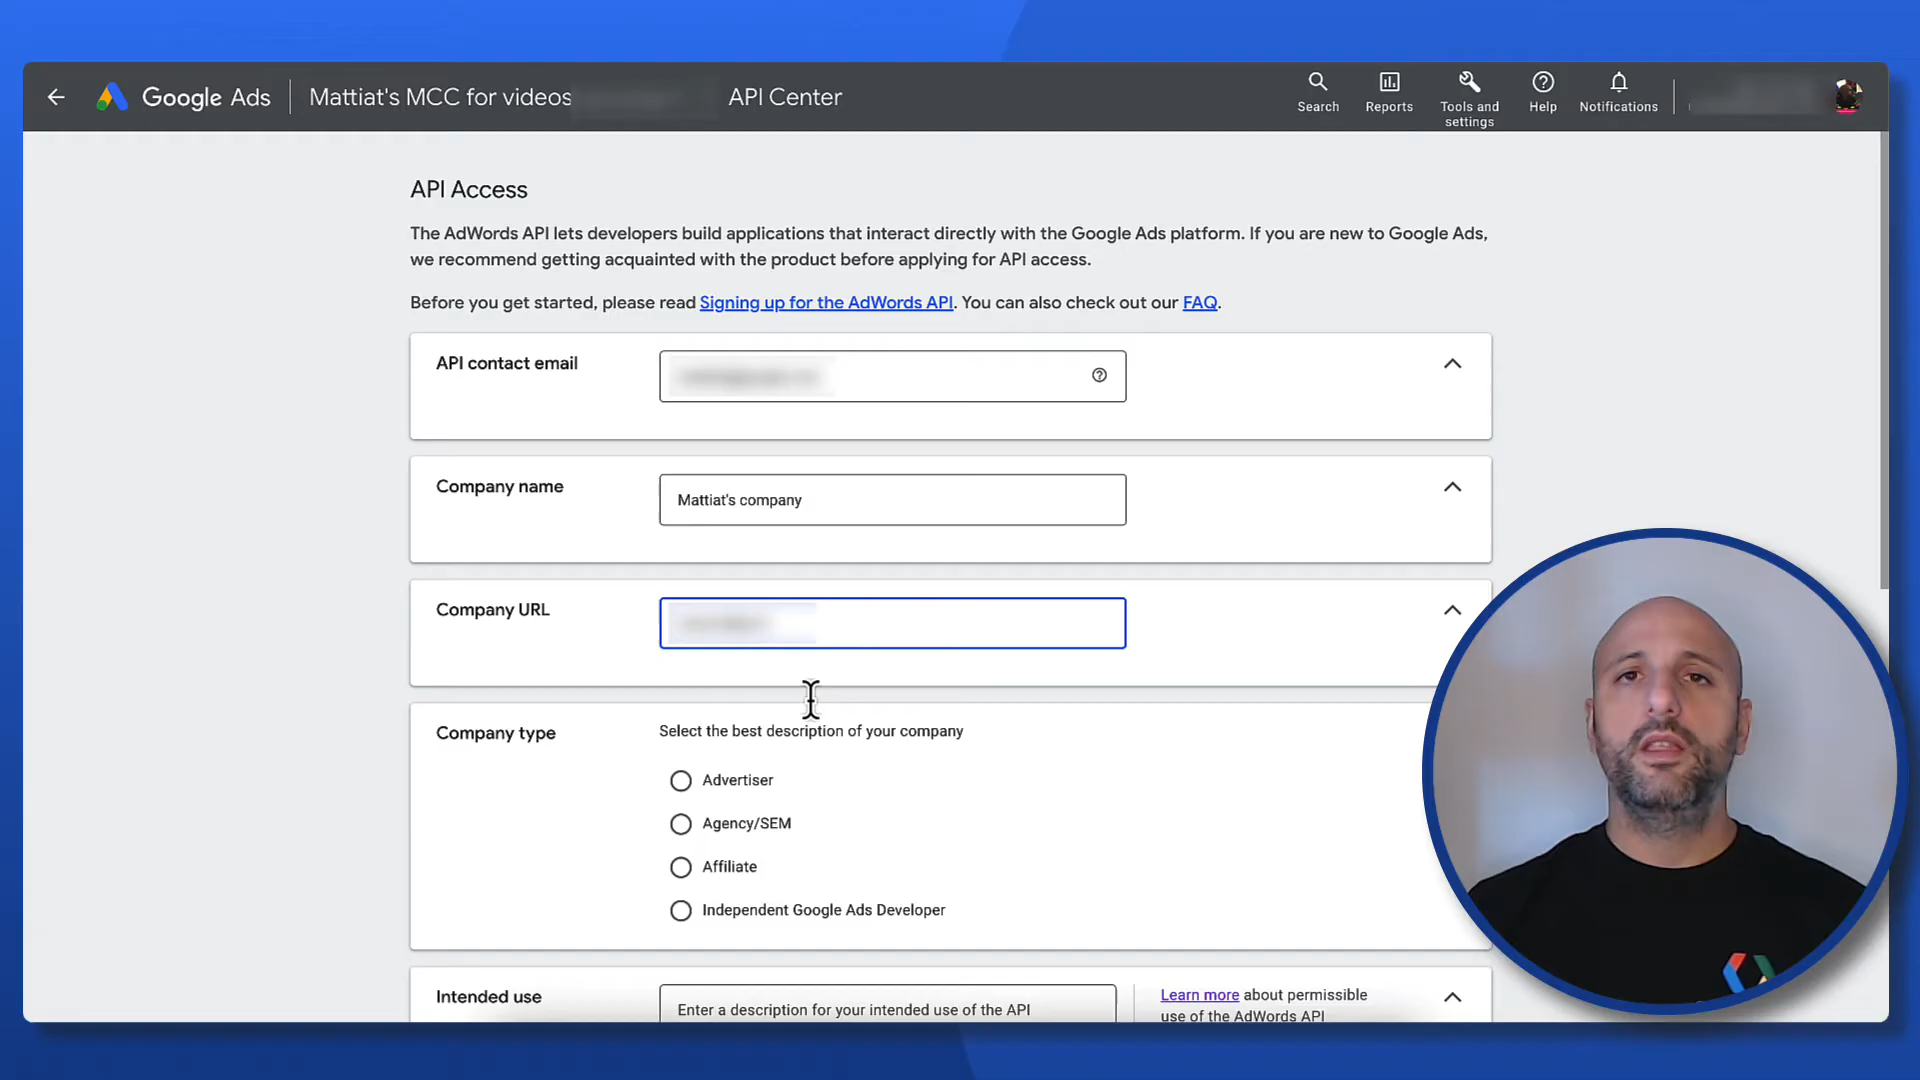 Google Ads
Mattiat's MCC for videos
API Center
Search
Reports
Tools and
settings
Help
Notifications
API Access
The AdWords API lets developers build applications that interact directly with the Google Ads platform. If you are new to Google Ads,
we recommend getting acquainted with the product before applying for API access.
Before you get started, please read Signing up for the AdWords API. You can also check out our FAQ.
API contact email
Company name
Mattiat's company
Company URL
Company type
Select the best description of your company
Advertiser
Agency/SEM
Affiliate
Independent Google Ads Developer
Intended use
Enter a description for your intended use of the API
Learn more about permissible
use of the AdWords API